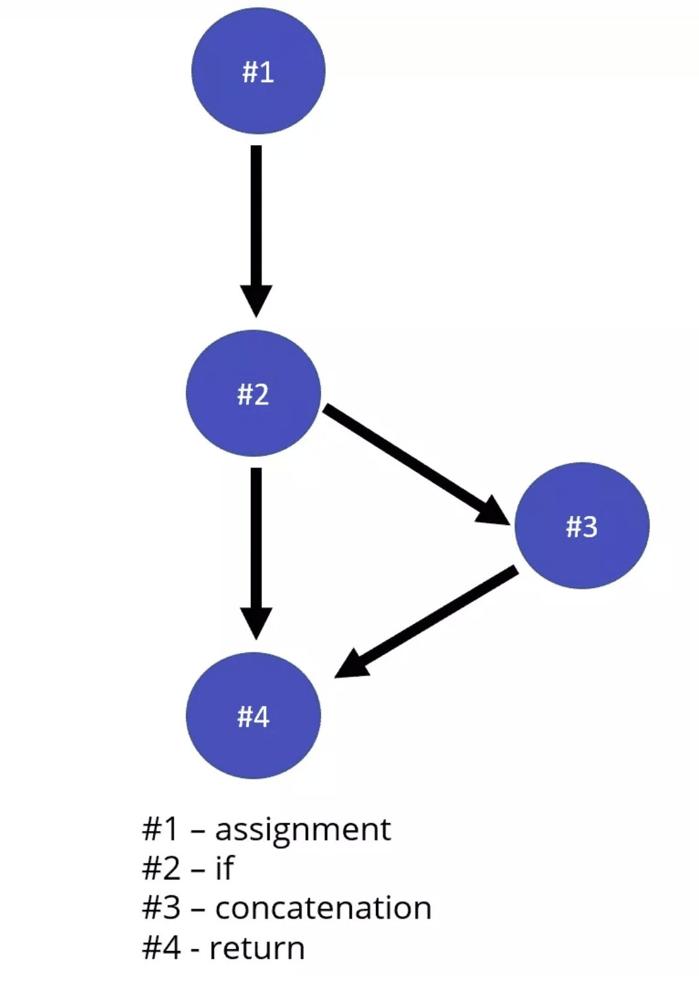 #1
#2
#3
#4
#1 – assignment
#2 – if
#3 – concatenation
#4 - return